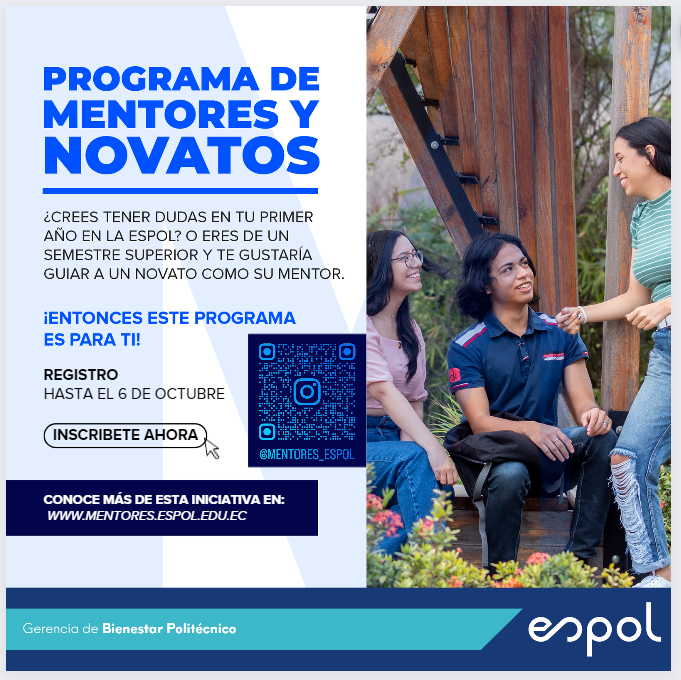 PROGRAMA DE
MENTORES Y
NOVATOS
¿CREES TENER DUDAS EN TU PRIMER
AÑO EN LA ESPOL? O ERES DE UN
SEMESTRE SUPERIOR Y TE GUSTARÍA
GUIAR A UN NOVATO COMO SU MENTOR.
¡ENTONCES ESTE PROGRAMA
ES PARA TI!
REGISTRO
HASTA EL 6 DE OCTUBRE
INSCRIBETE AHORA
@MENTORES_ESPOL
CONOCE MÁS DE ESTA INICIATIVA EN:
WWW.MENTORES.ESPOL.EDU.EC
Gerencia de Bienestar Politécnico
espol